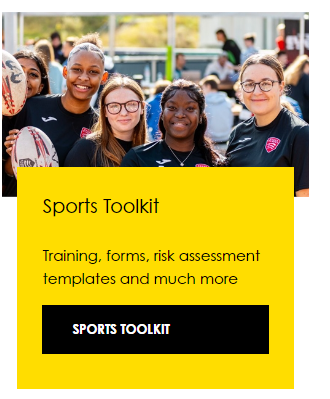 Sports Toolkit
Training, forms, risk assessment
templates and much more
SPORTS TOOLKIT